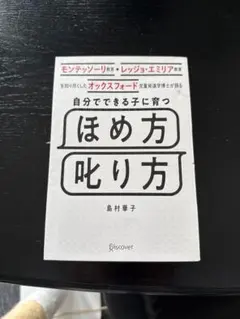 モンテッソーリ教育・レッジョ・エミリア教育
を知り尽くしたオックスフォード児童発達学博士が語る
自分でできる子に育つ
ほめ方
叱り方
島村華子
Discover